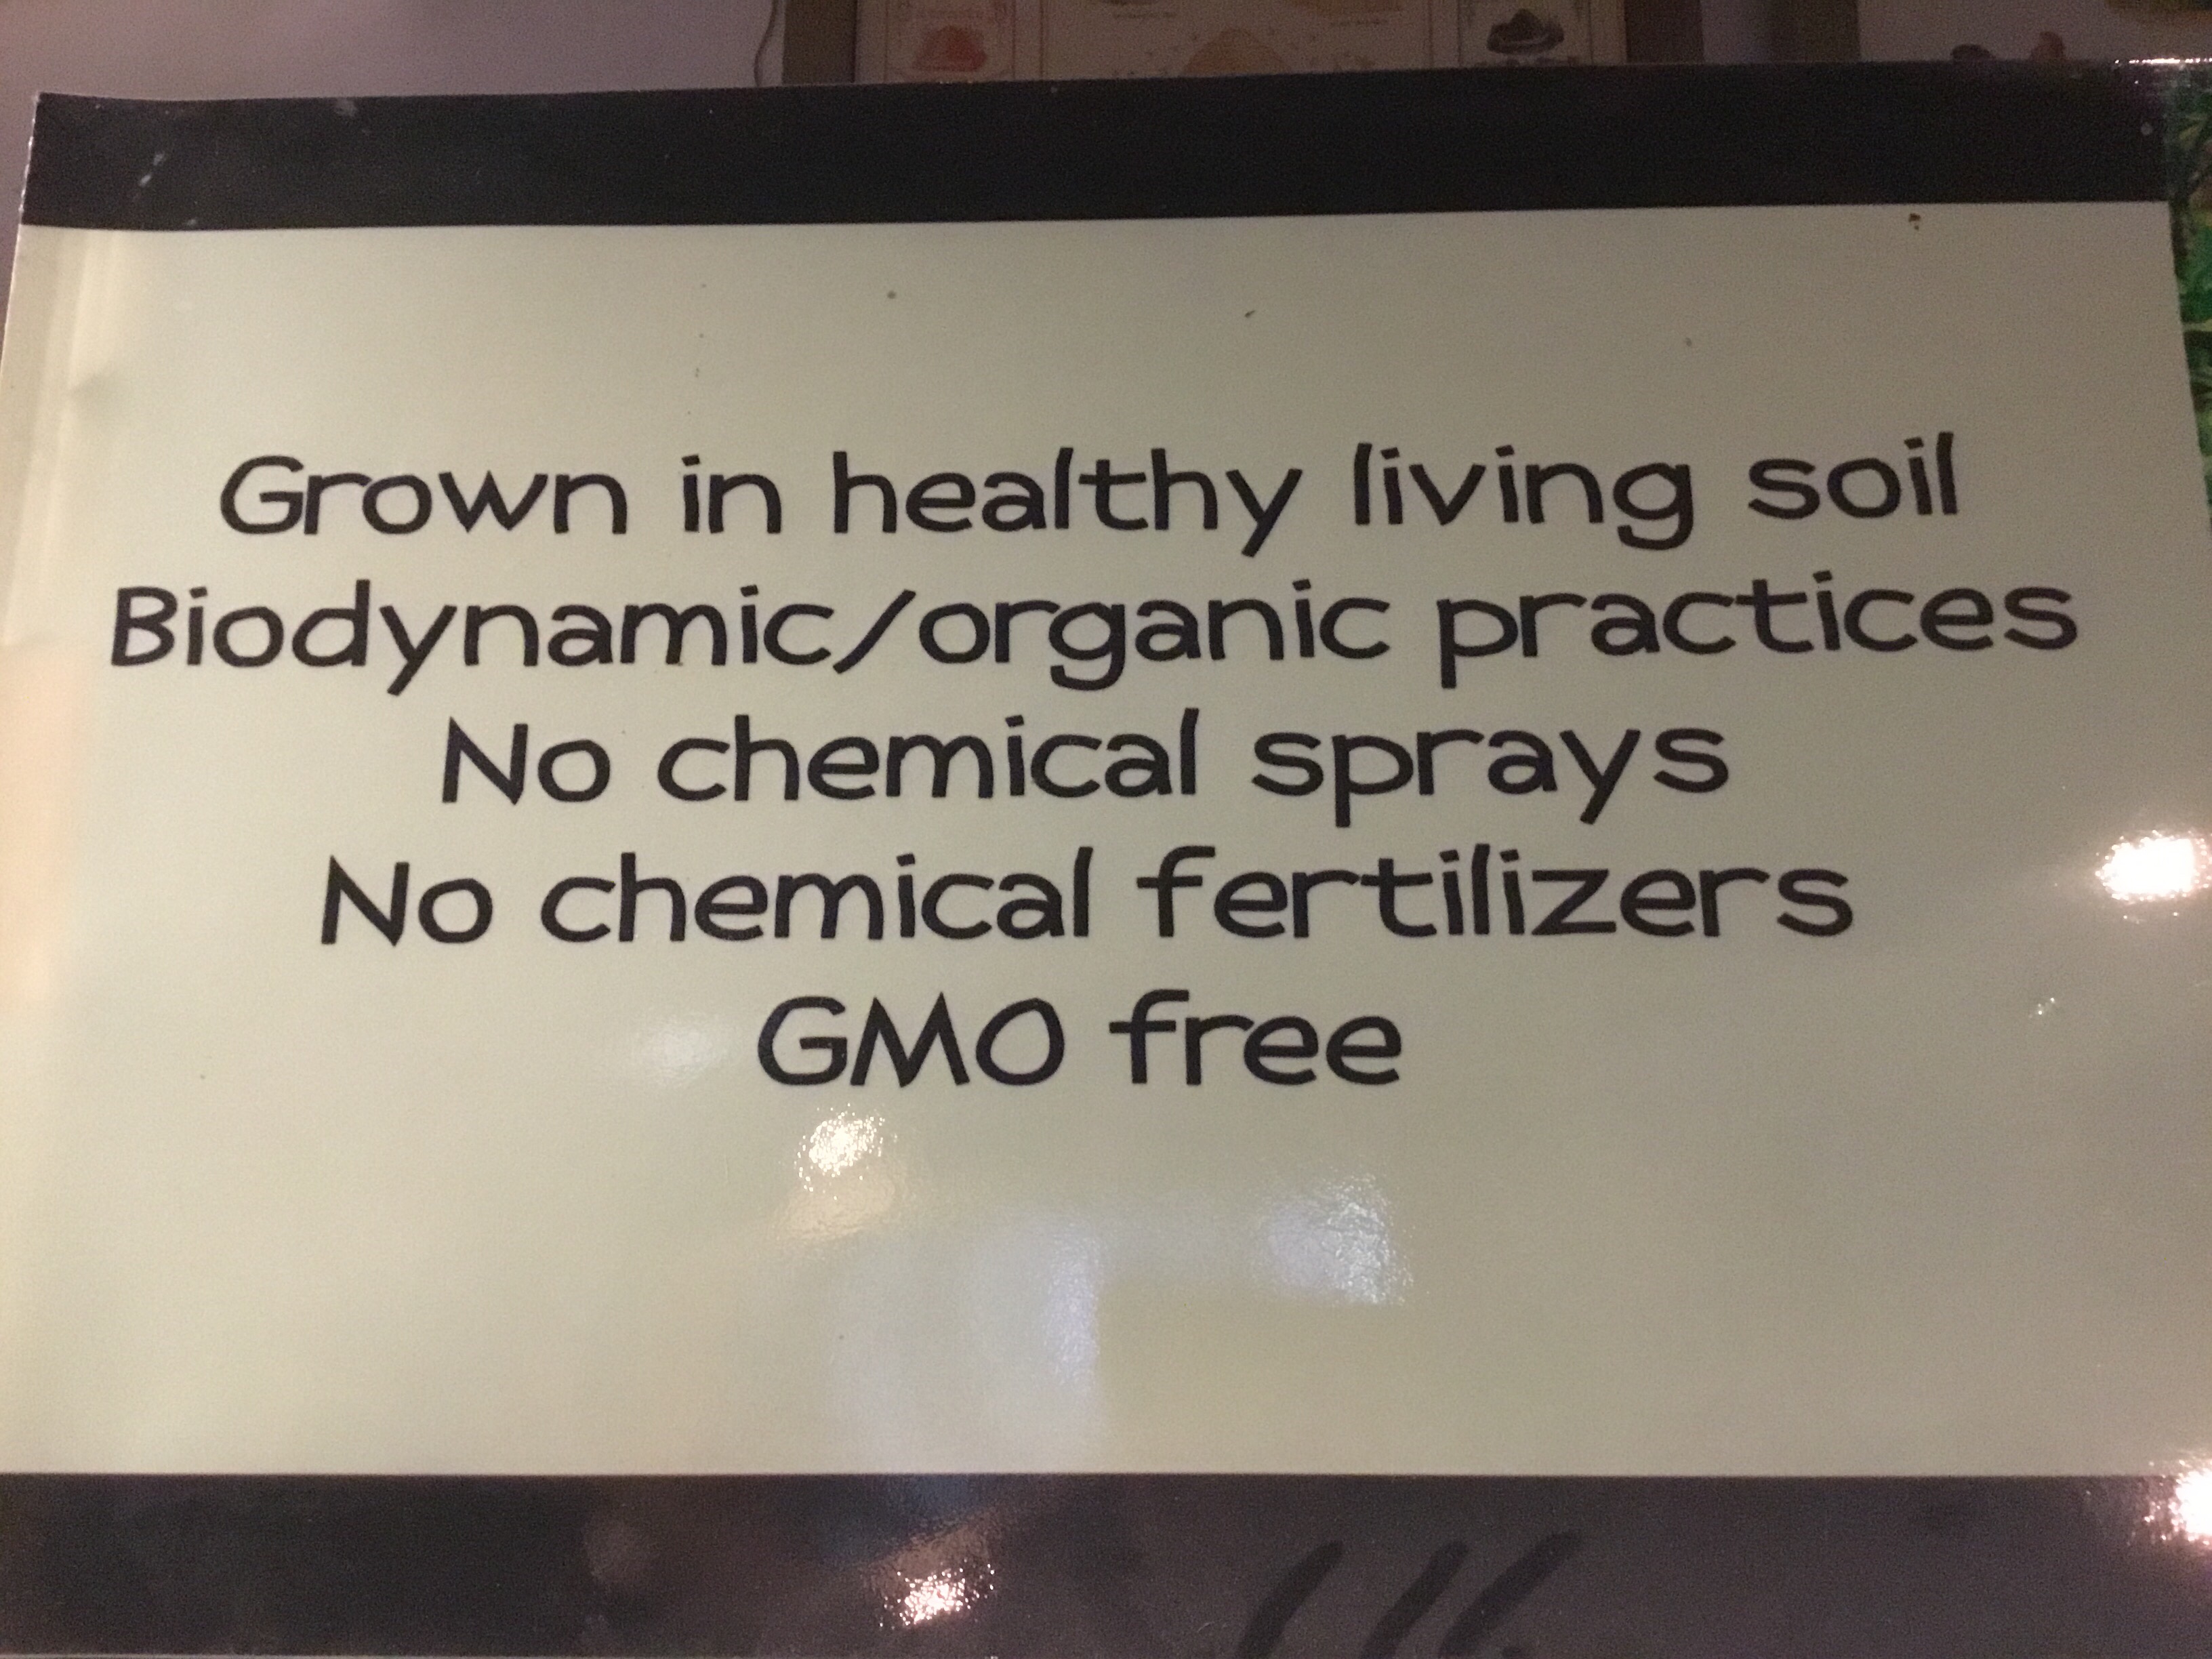 Grown in healthy living soil
Biodynamic/organic practices
No chemical sprays
No chemical fertilizers
GMO free